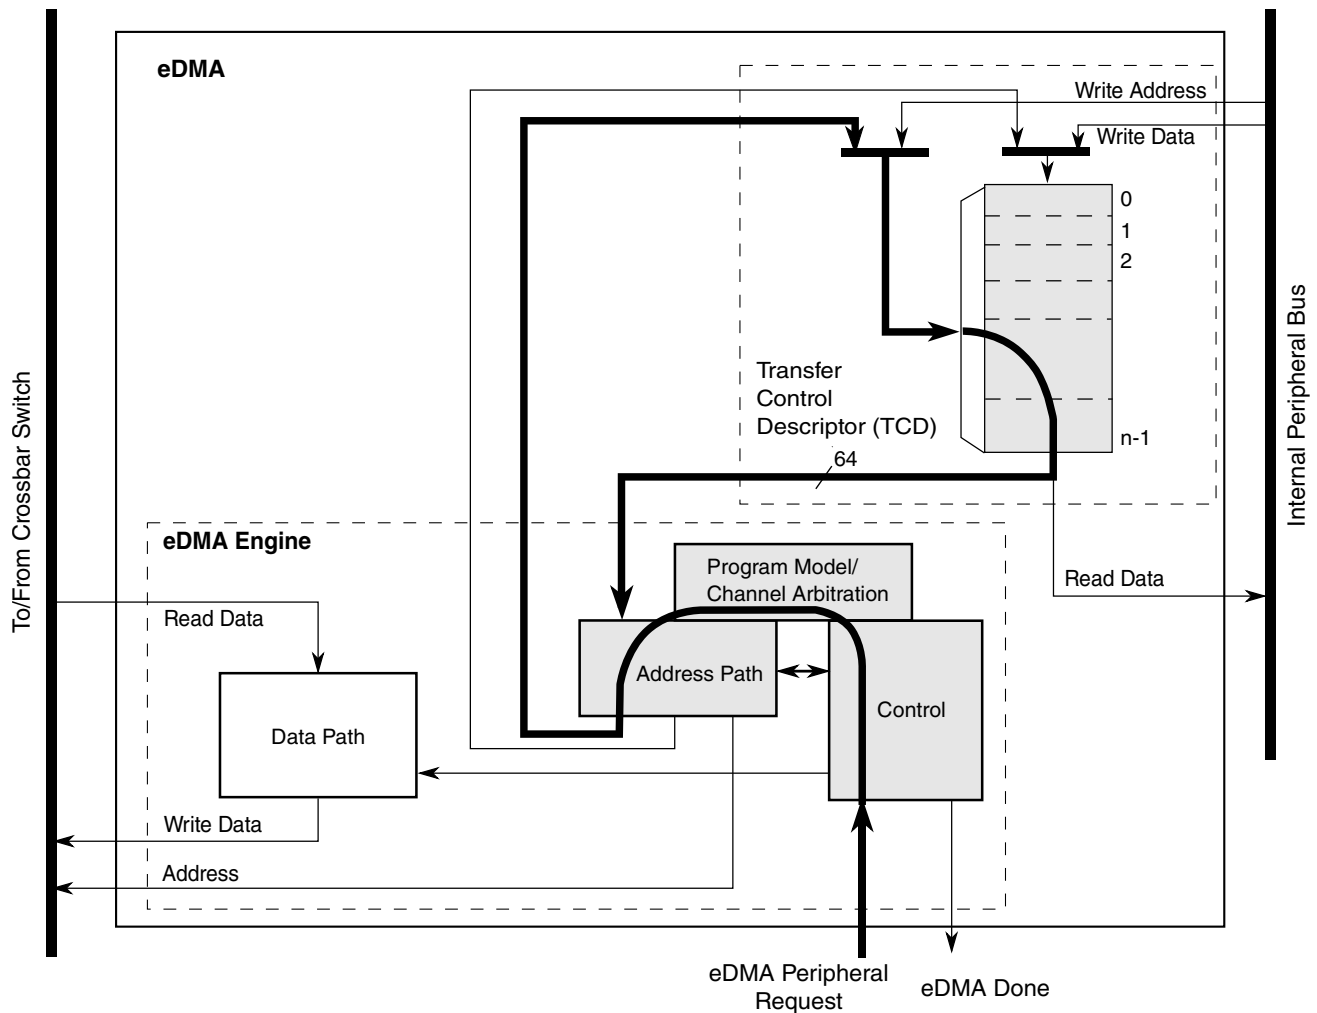 eDMA
Write Address
Write Data
0
1
2
n-1
Transfer
Control
Descriptor (TCD)
64
To/From Crossbar Switch
Internal Peripheral Bus
eDMA Engine
Program Model/
Channel Arbitration
Read Data
Read Data
Address Path
Control
Data Path
Write Data
Address
eDMA Peripheral
Request
eDMA Done